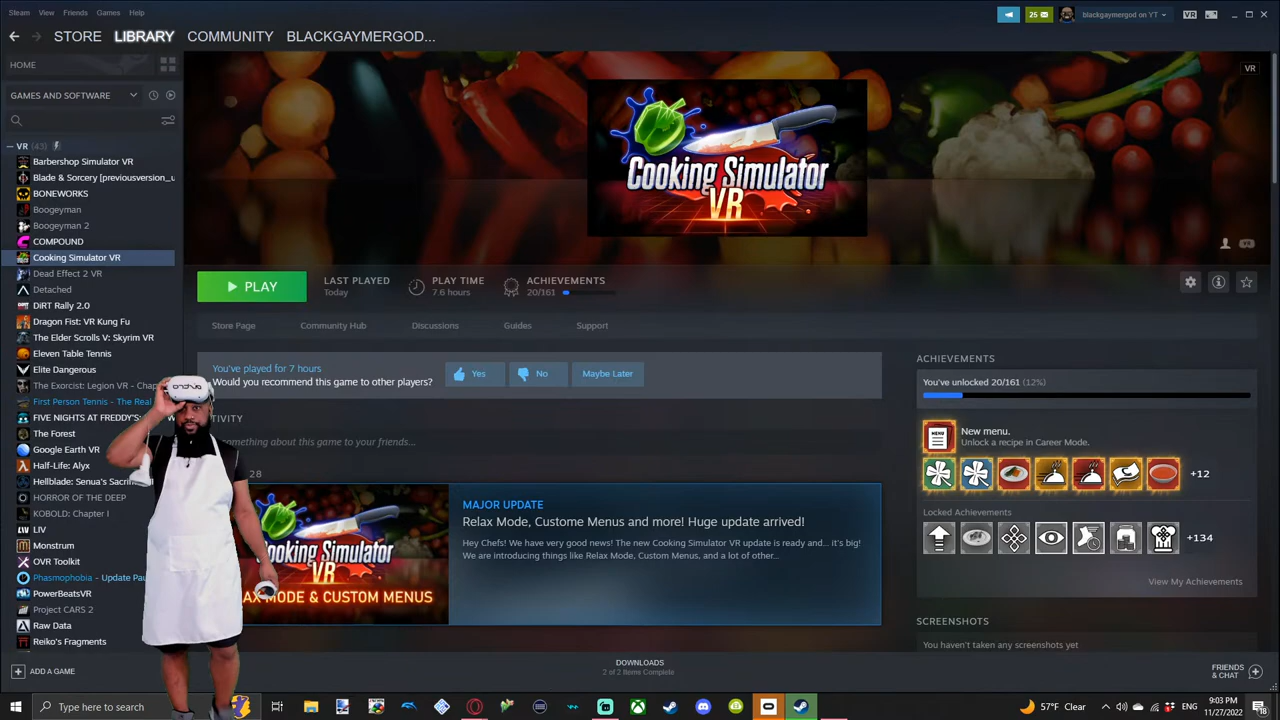 Steam View Friends Games Help
25
blackgaymergod on YT
VR
STORE LIBRARY COMMUNITY BLACKGAYMERGOD...
HOME
GAMES AND SOFTWARE
VR (43)
Barbershop Simulator VR
Blade & Sorcery [previousversion_u
BONEWORKS
Boogeyman
Boogeyman 2
COMPOUND
Cooking Simulator VR
Dead Effect 2 VR
Detached
DiRT Rally 2.0
Dragon Fist: VR Kung Fu
The Elder Scrolls V: Skyrim VR
Eleven Table Tennis
Elite Dangerous
The Exorcist: Legion VR - Chap
First Person Tennis - The Real
FIVE NIGHTS AT FREDDY'S:
The Forest
Google Earth VR
Half-Life: Alyx
Hellblade: Senua's Sacri
HORROR OF THE DEEP
KOBOLD: Chapter I
LIV
Monstrum
OVR Toolkit
Phasmophobia - Update Pau
PowerBeatsVR
Project CARS 2
Raw Data
Reiko's Fragments
ADD A GAME
VR
Cooking Simulator
VR
PLAY
LAST PLAYED
Today
PLAY TIME
7.6 hours
ACHIEVEMENTS
20/161
Store Page Community Hub Discussions Guides Support
You've played for 7 hours
Would you recommend this game to other players?
Yes No Maybe Later
TIVITY
something about this game to your friends...
28
ooking Simulator
VR
AX MODE & CUSTOM MENUS
MAJOR UPDATE
Relax Mode, Custome Menus and more! Huge update arrived!
Hey Chefs! We have very good news! The new Cooking Simulator VR update is ready and... it's big!
We are introducing things like Relax Mode, Custom Menus, and a lot of other...
ACHIEVEMENTS
You've unlocked 20/161 (12%)
MENU
New menu.
Unlock a recipe in Career Mode.
+12
Locked Achievements
+134
View My Achievements
SCREENSHOTS
You haven't taken any screenshots yet
DOWNLOADS
2 of 2 Items Complete
FRIENDS
& CHAT
Type here to search
57°F Clear
9:03 PM
11/27/2022
18